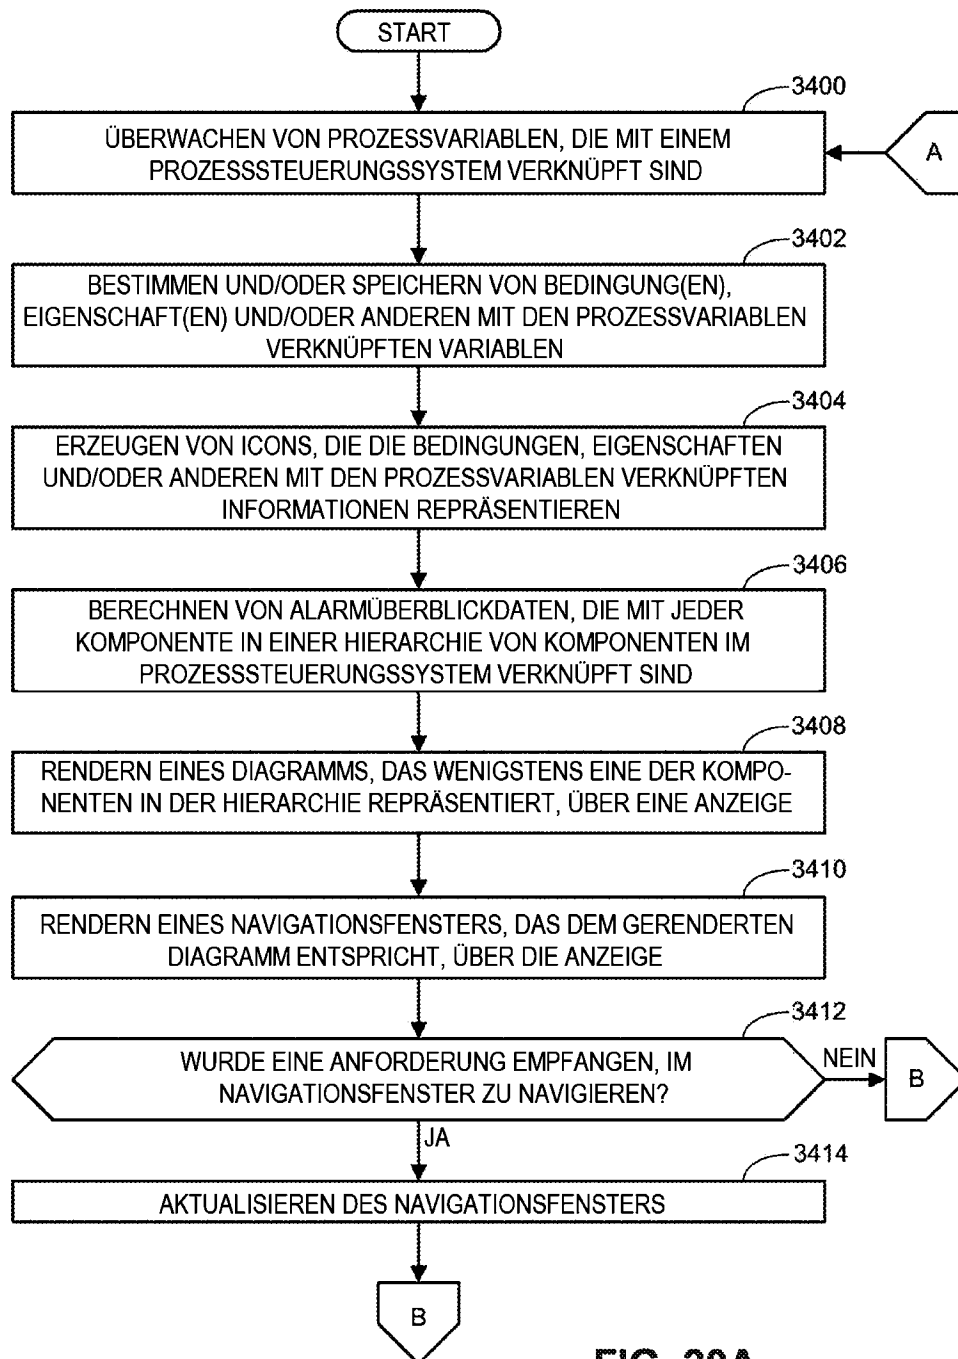 START
3400
ÜBERWACHEN VON PROZESSVARIABLEN, DIE MIT EINEM
PROZESSSTEUERUNGSSYSTEM VERKNÜPFT SIND
A
3402
BESTIMMEN UND/ODER SPEICHERN VON BEDINGUNG(EN),
EIGENSCHAFT(EN) UND/ODER ANDEREN MIT DEN PROZESSVARIABLEN
VERKNÜPFTEN VARIABLEN
3404
ERZEUGEN VON ICONS, DIE DIE BEDINGUNGEN, EIGENSCHAFTEN
UND/ODER ANDEREN MIT DEN PROZESSVARIABLEN VERKNÜPFTEN
INFORMATIONEN REPRÄSENTIEREN
3406
BERECHNEN VON ALARMÜBERBLICKDATEN, DIE MIT JEDER
KOMPONENTE IN EINER HIERARCHIE VON KOMPONENTEN IM
PROZESSSTEUERUNGSSYSTEM VERKNÜPFT SIND
3408
RENDERN EINES DIAGRAMMS, DAS WENIGSTENS EINE DER KOMPO-
NENTEN IN DER HIERARCHIE REPRÄSENTIERT, ÜBER EINE ANZEIGE
3410
RENDERN EINES NAVIGATIONSFENSTERS, DAS DEM GERENDERTEN
DIAGRAMM ENTSPRICHT, ÜBER DIE ANZEIGE
3412
WURDE EINE ANFORDERUNG EMPFANGEN, IM
NAVIGATIONSFENSTER ZU NAVIGIEREN?
NEIN
B
JA
3414
AKTUALISIEREN DES NAVIGATIONSFENSTERS
B